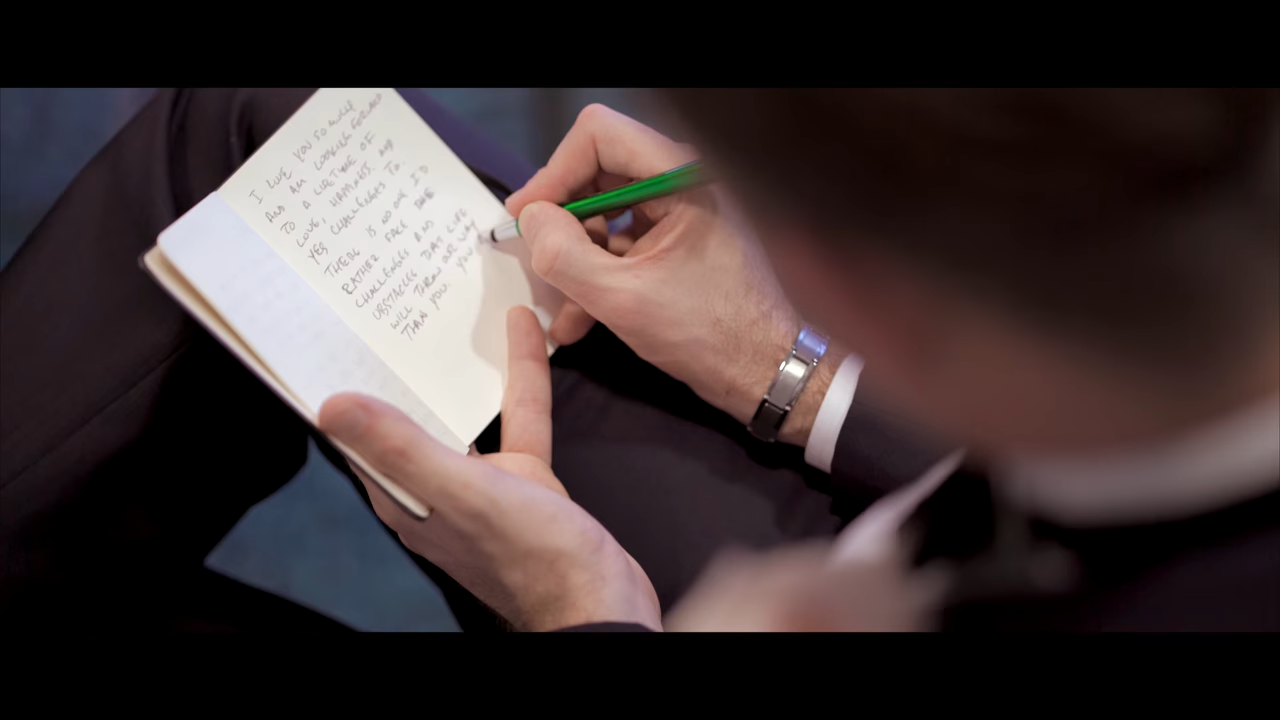 I LOVE YOU SO MUCH
AND AM LOOKING FORWARD
TO A LIFETIME OF
LOVE, HAPPINESS, AND
YES CHALLENGES TO.
THERE IS NO ONE I'D
RATHER FACE THE
CHALLENGES AND
OBSTACLES THAT LIFE
WILL THROW OUR WAY
THAN YOU. YOU